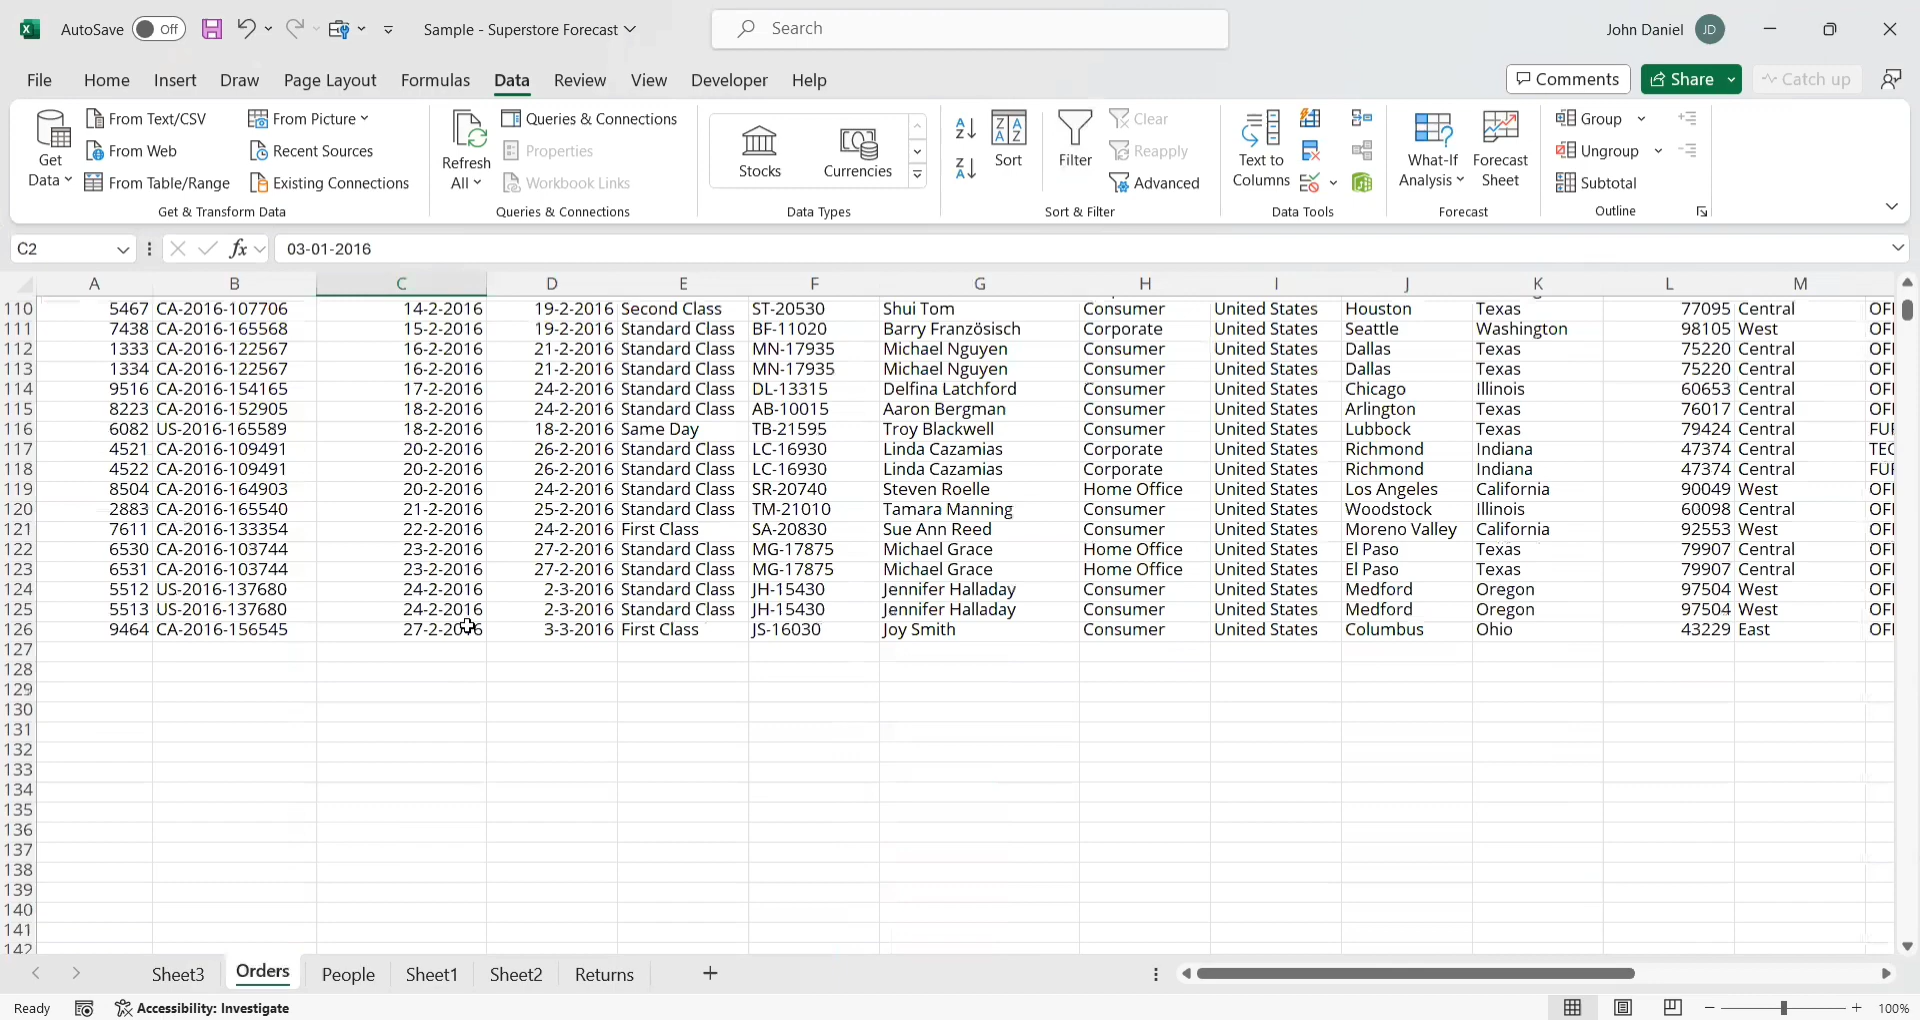 AutoSave Off Sample - Superstore Forecast Search John Daniel JD
File Home Insert Draw Page Layout Formulas Data Review View Developer Help Comments Share Catch up
Get Data
From Text/CSV
From Web
From Table/Range
From Picture
Recent Sources
Existing Connections
Get & Transform Data
Refresh All
Queries & Connections
Properties
Workbook Links
Queries & Connections
Stocks
Currencies
Data Types
Sort
Filter
Clear
Reapply
Advanced
Sort & Filter
Text to Columns
Data Tools
What-If Analysis
Forecast Sheet
Forecast
Group
Ungroup
Subtotal
Outline
C2 fx 03-01-2016
A B C D E F G H I J K L M
110 5467 CA-2016-107706 14-2-2016 19-2-2016 Second Class ST-20530 Shui Tom Consumer United States Houston Texas 77095 Central OFI
111 7438 CA-2016-165568 15-2-2016 19-2-2016 Standard Class BF-11020 Barry Französisch Corporate United States Seattle Washington 98105 West OFI
112 1333 CA-2016-122567 16-2-2016 21-2-2016 Standard Class MN-17935 Michael Nguyen Consumer United States Dallas Texas 75220 Central OFI
113 1334 CA-2016-122567 16-2-2016 21-2-2016 Standard Class MN-17935 Michael Nguyen Consumer United States Dallas Texas 75220 Central OFI
114 9516 CA-2016-154165 17-2-2016 24-2-2016 Standard Class DL-13315 Delfina Latchford Consumer United States Chicago Illinois 60653 Central OFI
115 8223 CA-2016-152905 18-2-2016 24-2-2016 Standard Class AB-10015 Aaron Bergman Consumer United States Arlington Texas 76017 Central OFI
116 6082 US-2016-165589 18-2-2016 18-2-2016 Same Day TB-21595 Troy Blackwell Consumer United States Lubbock Texas 79424 Central FUI
117 4521 CA-2016-109491 20-2-2016 26-2-2016 Standard Class LC-16930 Linda Cazamias Corporate United States Richmond Indiana 47374 Central TEC
118 4522 CA-2016-109491 20-2-2016 26-2-2016 Standard Class LC-16930 Linda Cazamias Corporate United States Richmond Indiana 47374 Central FUI
119 8504 CA-2016-164903 20-2-2016 24-2-2016 Standard Class SR-20740 Steven Roelle Home Office United States Los Angeles California 90049 West OFI
120 2883 CA-2016-165540 21-2-2016 25-2-2016 Standard Class TM-21010 Tamara Manning Consumer United States Woodstock Illinois 60098 Central OFI
121 7611 CA-2016-133354 22-2-2016 24-2-2016 First Class SA-20830 Sue Ann Reed Consumer United States Moreno Valley California 92553 West OFI
122 6530 CA-2016-103744 23-2-2016 27-2-2016 Standard Class MG-17875 Michael Grace Home Office United States El Paso Texas 79907 Central OFI
123 6531 CA-2016-103744 23-2-2016 27-2-2016 Standard Class MG-17875 Michael Grace Home Office United States El Paso Texas 79907 Central OFI
124 5512 US-2016-137680 24-2-2016 2-3-2016 Standard Class JH-15430 Jennifer Halladay Consumer United States Medford Oregon 97504 West OFI
125 5513 US-2016-137680 24-2-2016 2-3-2016 Standard Class JH-15430 Jennifer Halladay Consumer United States Medford Oregon 97504 West OFI
126 9464 CA-2016-156545 27-2-2016 3-3-2016 First Class JS-16030 Joy Smith Consumer United States Columbus Ohio 43229 East OFI
127
128
129
130
131
132
133
134
135
136
137
138
139
140
141
142
Sheet3 Orders People Sheet1 Sheet2 Returns
Ready Accessibility: Investigate 100%